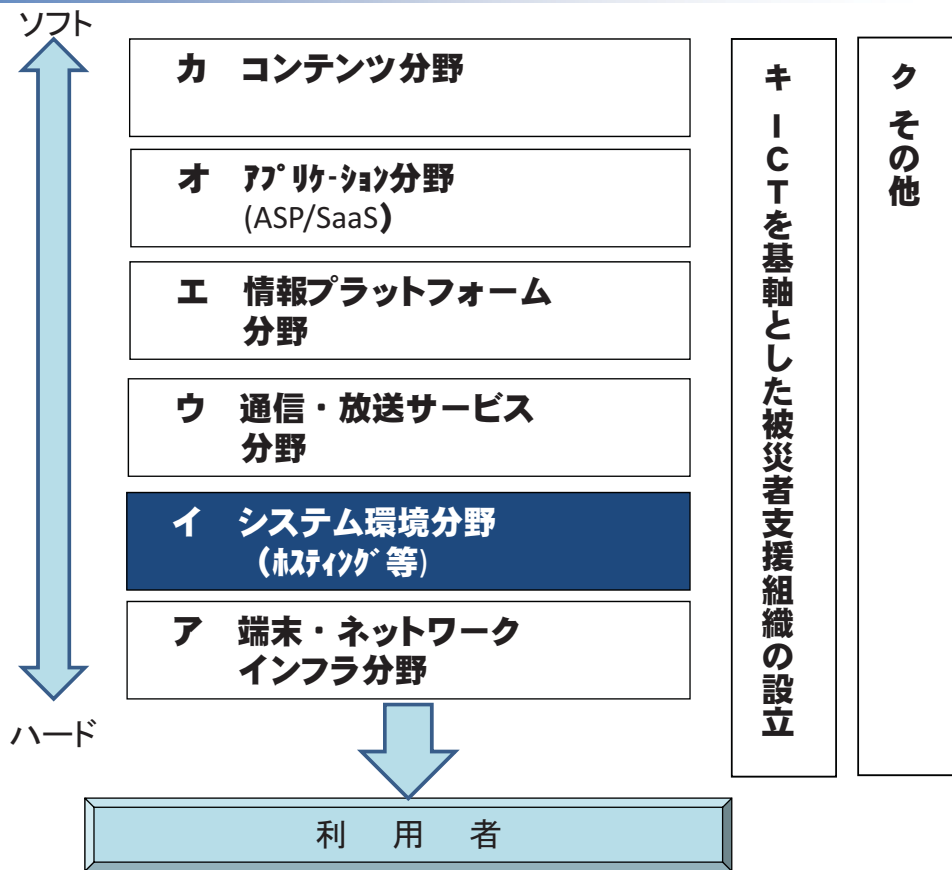 ソフト
カ コンテンツ分野
オ ｱﾌﾟﾘｹｰｼｮﾝ分野
(ASP/SaaS)
エ 情報プラットフォーム
分野
ウ 通信・放送サービス
分野
イ システム環境分野
(ﾎｽﾃｨﾝｸﾞ等)
ア 端末・ネットワーク
インフラ分野
ハード
キ ICTを基軸とした被災者支援組織の設立
ク その他
利用者